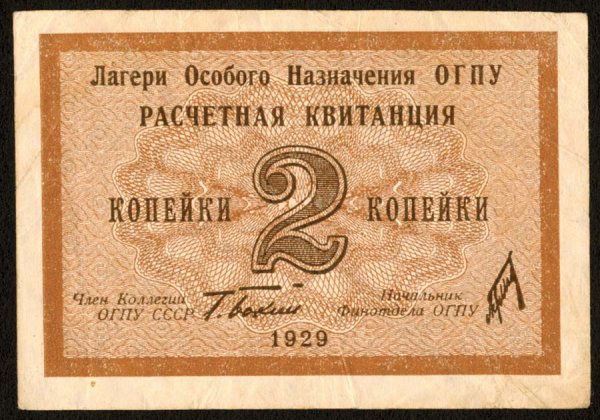 Лагери Особого Назначения ОГПУ
РАСЧЕТНАЯ КВИТАНЦИЯ
2
КОПЕЙКИ КОПЕЙКИ
Член Коллегии
ОГПУ СССР
Начальник
Финотдела ОГПУ
1929